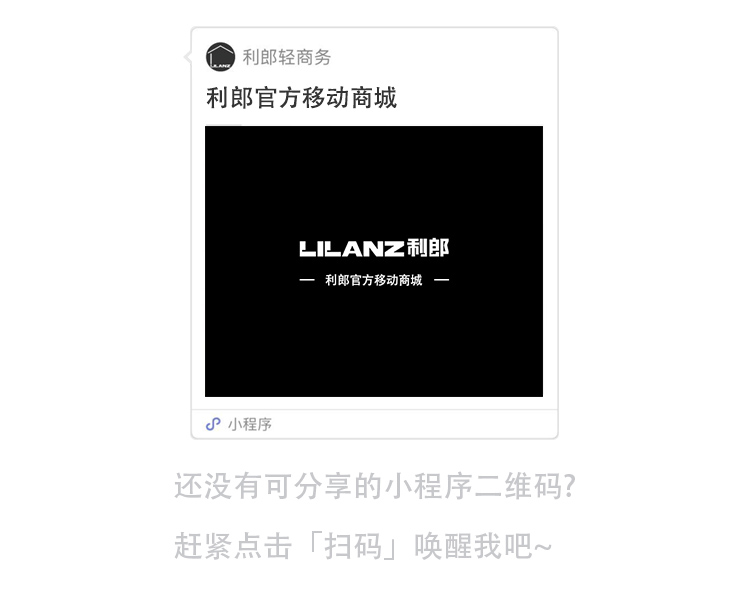 LILANZ
利郎轻商务
利郎官方移动商城
LILANZ利郎
利郎官方移动商城
小程序
还没有可分享的小程序二维码?
赶紧点击「扫码」唤醒我吧~